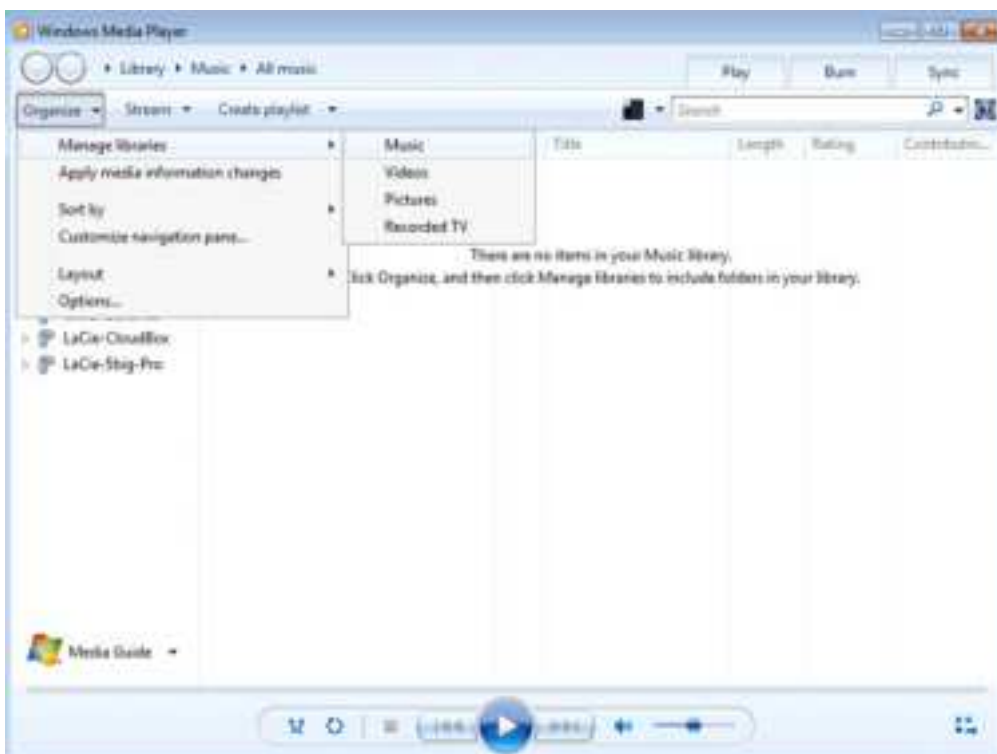 Windows Media Player
Library Music All music
Play Burn Sync
Organize Stream Create playlist Search
Manage libraries Music Title Length Rating
Apply media information changes Videos
Pictures
Sort by
Recorded TV
Customize navigation pane...
There are no items in your Music library.
Layout
lick Organize, and then click Manage libraries to include folders in your library.
Options...
LaCie-CloudBox
LaCie-5big-Pro
Media Guide